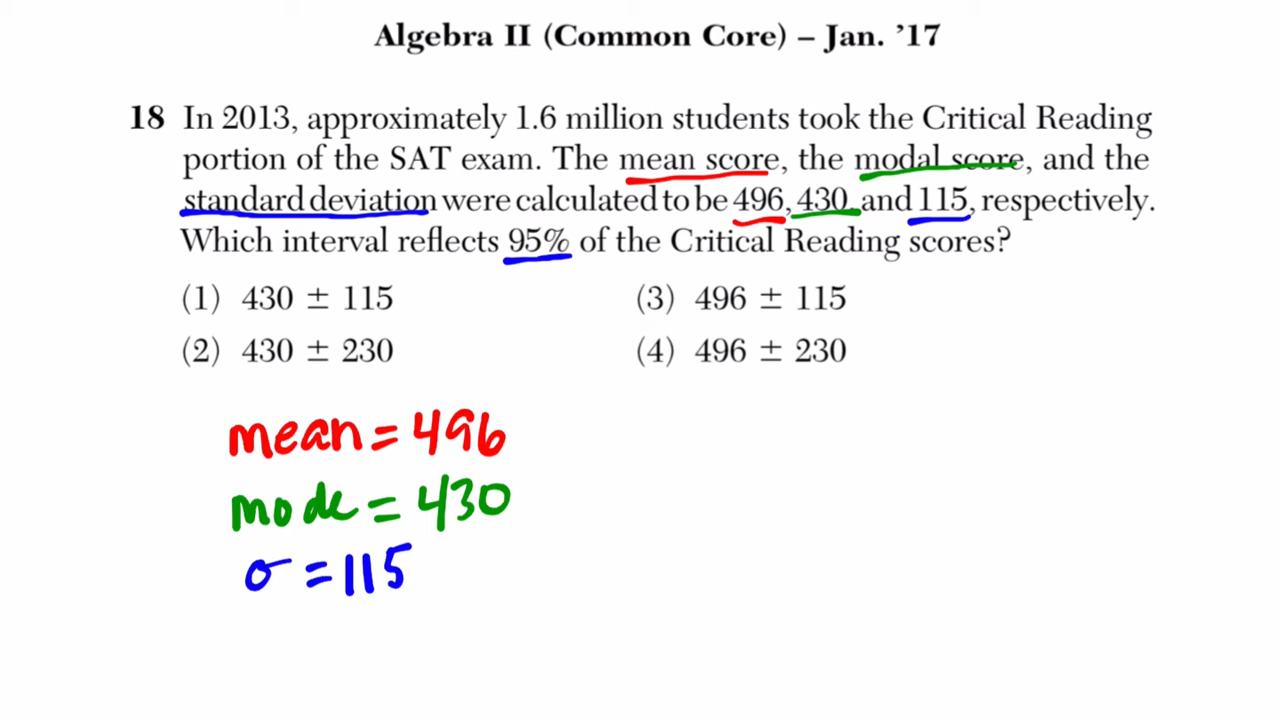 Algebra II (Common Core) – Jan. ’17
18 In 2013, approximately 1.6 million students took the Critical Reading
portion of the SAT exam. The mean score, the modal score, and the
standard deviation were calculated to be 496, 430, and 115, respectively.
Which interval reflects 95% of the Critical Reading scores?
(1) 430 ± 115 (3) 496 ± 115
(2) 430 ± 230 (4) 496 ± 230
mean = 496
mode = 430
σ = 115